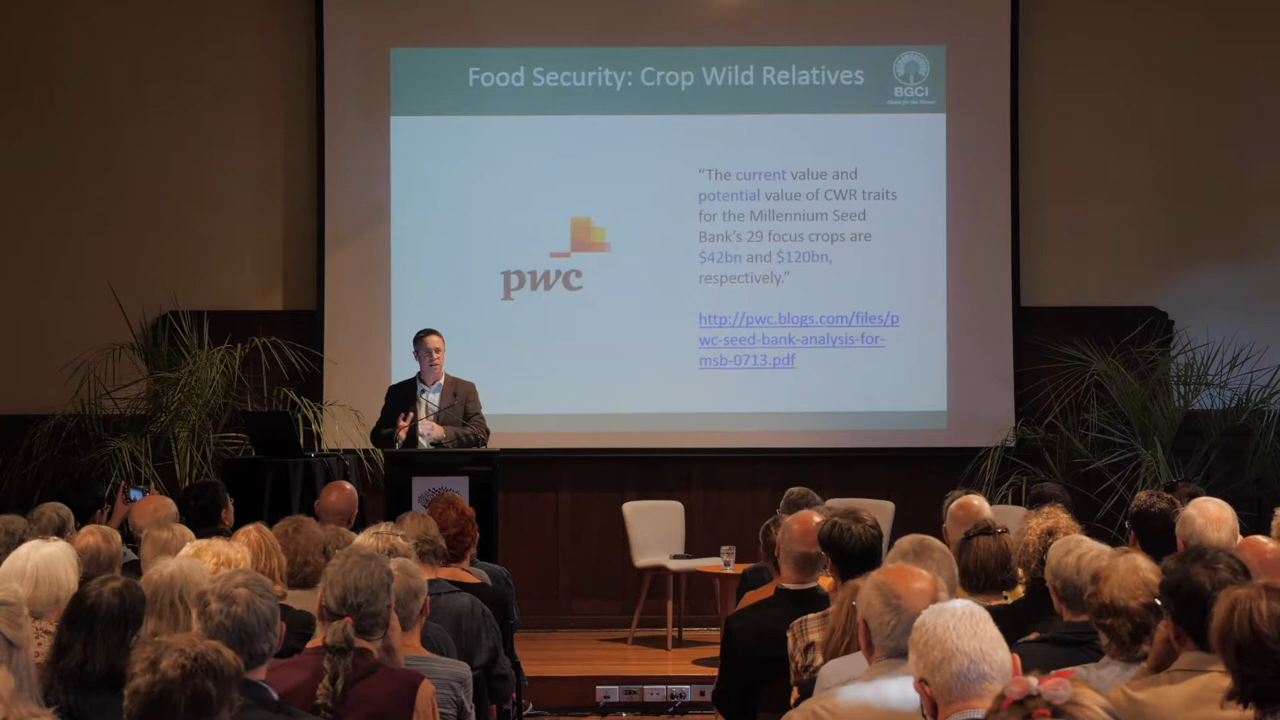 Food Security: Crop Wild Relatives
BGCI
“The current value and
potential value of CWR traits
for the Millennium Seed
Bank’s 29 focus crops are
$42bn and $120bn,
respectively.”
pwc
http://pwc.blogs.com/files/p
wc-seed-bank-analysis-for-
msb-0713.pdf